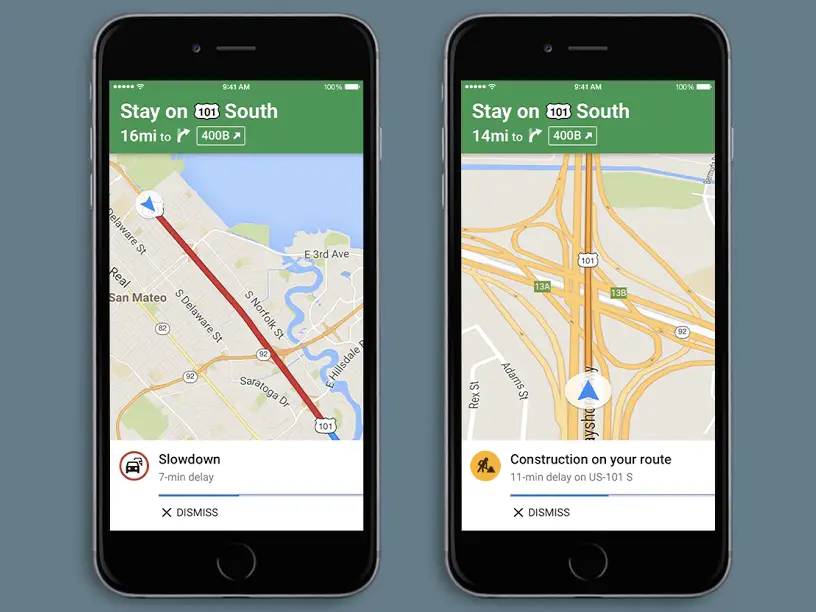 9:41 AM
100%
Stay on 101 South
16mi to 400B
Delaware St
Real
San Mateo
S Delaware St
S Norfolk St
E 3rd Ave
82
92
92
Saratoga Dr
E Hillsdale
101
Slowdown
7-min delay
DISMISS
9:41 AM
100%
Stay on 101 South
14mi to 400B
101
13A
13B
92
Rex St
Adams St
Construction on your route
11-min delay on US-101 S
DISMISS